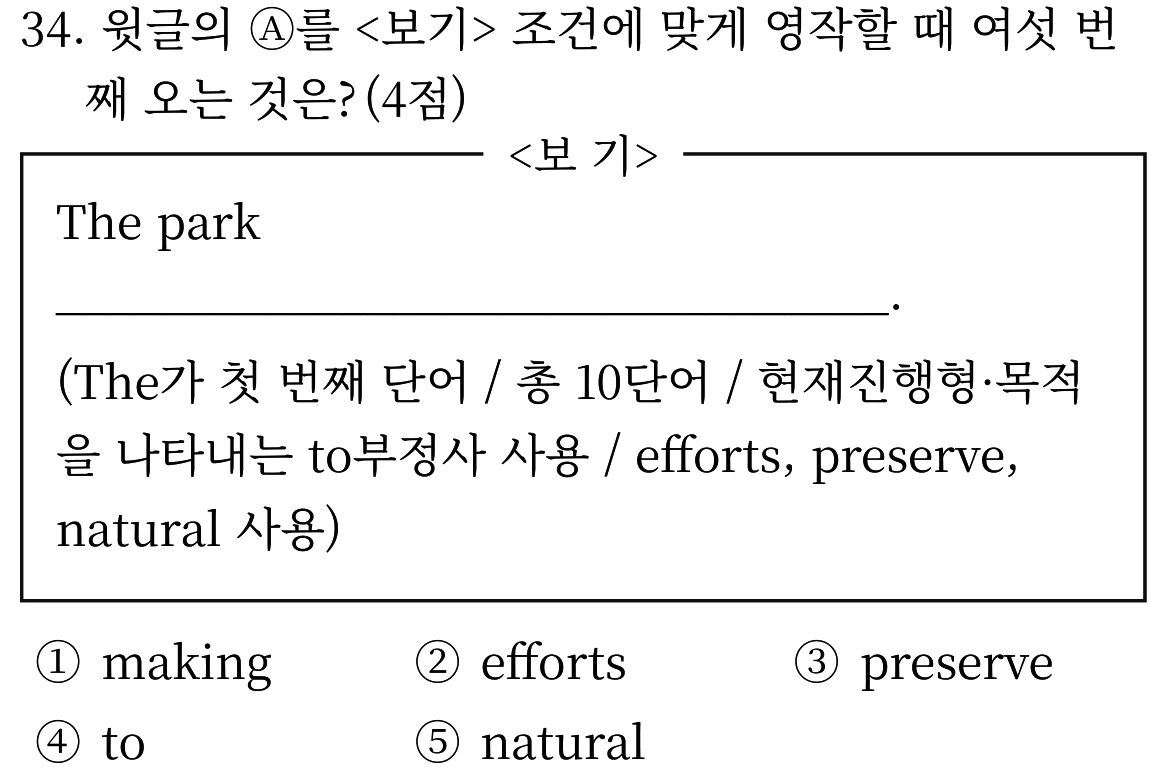 34. 윗글의 Ⓐ를 <보기> 조건에 맞게 영작할 때 여섯 번
째 오는 것은?(4점)
<보 기>
The park
________________________________.
(The가 첫 번째 단어 / 총 10단어 / 현재진행형·목적
을 나타내는 to부정사 사용 / efforts, preserve,
natural 사용)
① making ② efforts ③ preserve
④ to ⑤ natural